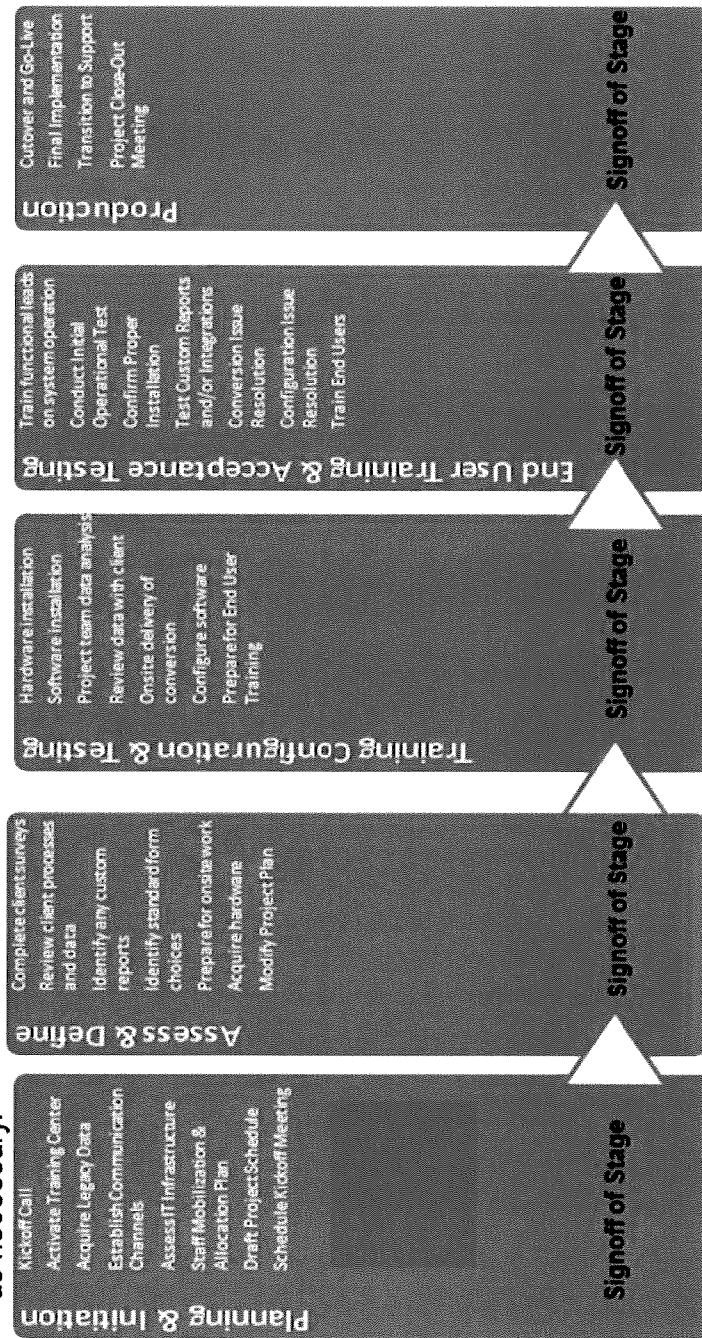 as necessary.
Planning & Initiation
Kickoff Call
Activate Training Center
Acquire Legacy Data
Establish Communication
Channels
Assess IT Infrastructure
Staff Mobilization &
Allocation Plan
Draft Project Schedule
Schedule Kickoff Meeting
Signoff of Stage
Assess & Define
Complete client surveys
Review client processes
and data
Identify any custom
reports
Identify standard form
choices
Prepare for onsite work
Acquire hardware
Modify Project Plan
Signoff of Stage
Training Configuration & Testing
Hardware installation
Software installation
Project team data analysis
Review data with client
Onsite delivery of
conversion
Configure software
Prepare for End User
Training
Signoff of Stage
End User Training & Acceptance Testing
Train functional leads
on system operation
Conduct Initial
Operational Test
Confirm Proper
Installation
Test Custom Reports
and/or Integrations
Conversion Issue
Resolution
Configuration Issue
Resolution
Train End Users
Signoff of Stage
Production
Cutover and Go-Live
Final Implementation
Transition to Support
Project Close-Out
Meeting
Signoff of Stage